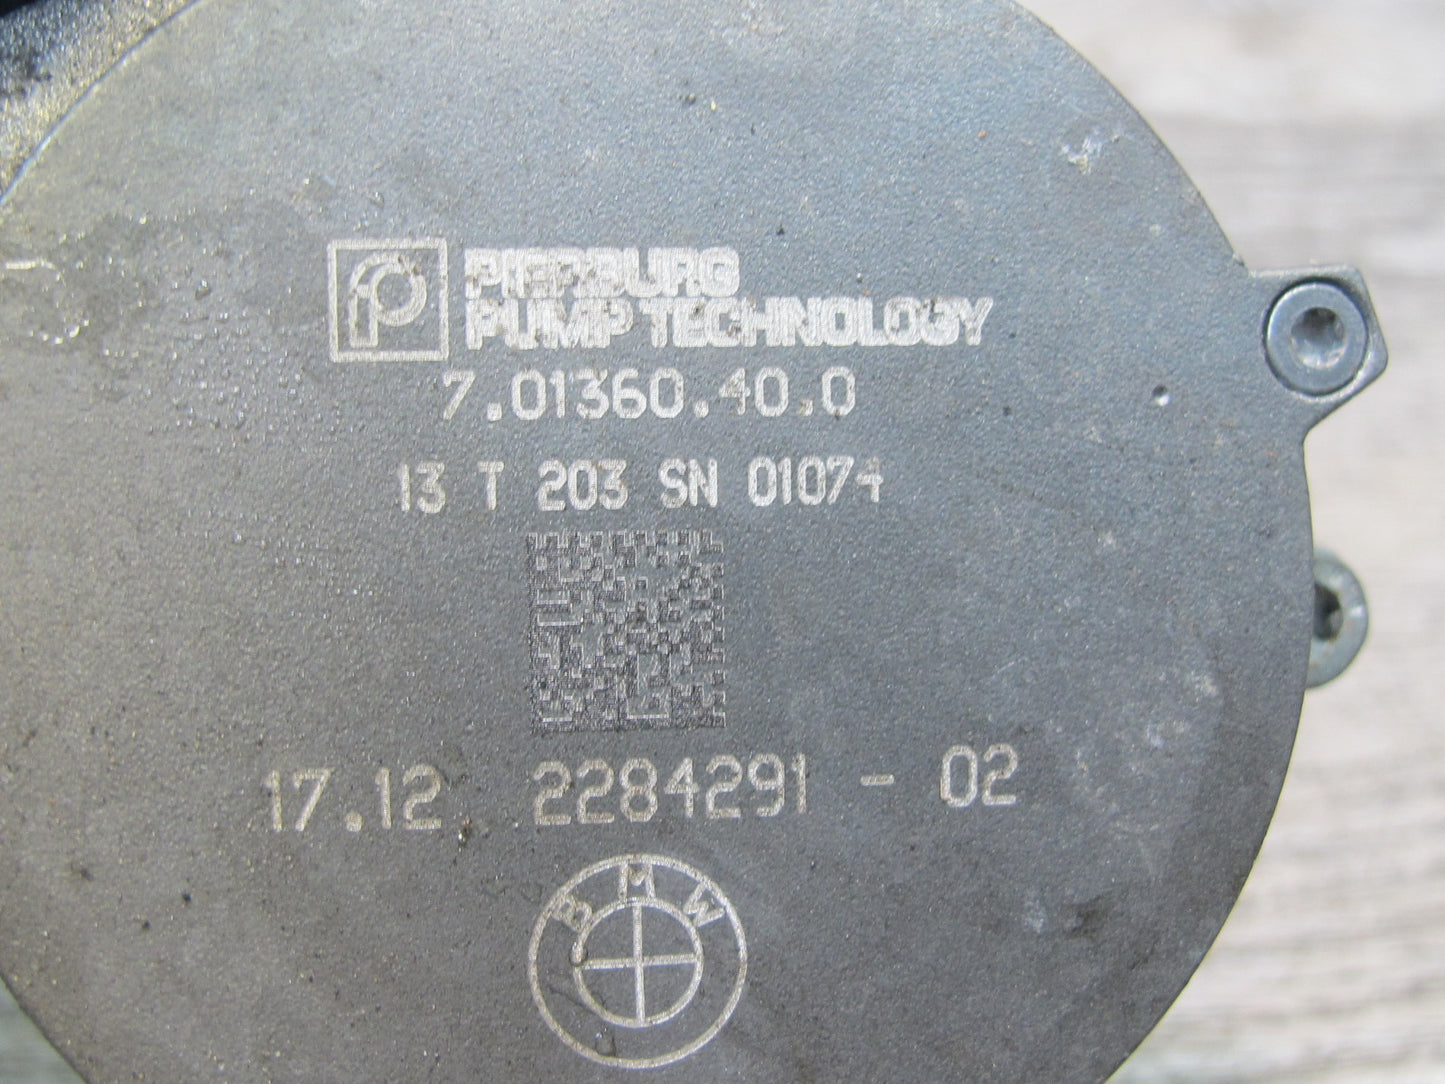 PIERBURG
PUMP TECHNOLOGY
7.01360.40.0
13 T 203 SN 01074
17.12 2284291 - 02
BMW